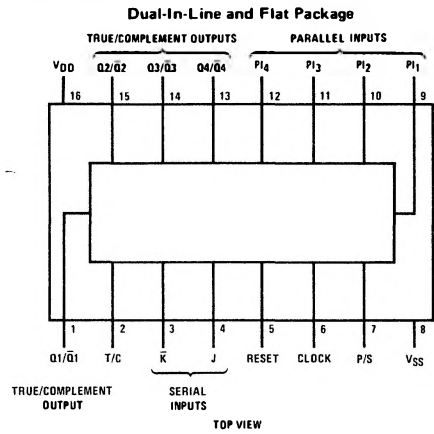 Dual-In-Line and Flat Package
TRUE/COMPLEMENT OUTPUTS PARALLEL INPUTS
VDD Q2/Q̅2 Q3/Q̅3 Q4/Q̅4 PI4 PI3 PI2 PI1
16 15 14 13 12 11 10 9
1 2 3 4 5 6 7 8
Q1/Q̅1 T/C K̅ J RESET CLOCK P/S VSS
TRUE/COMPLEMENT SERIAL
OUTPUT INPUTS
TOP VIEW